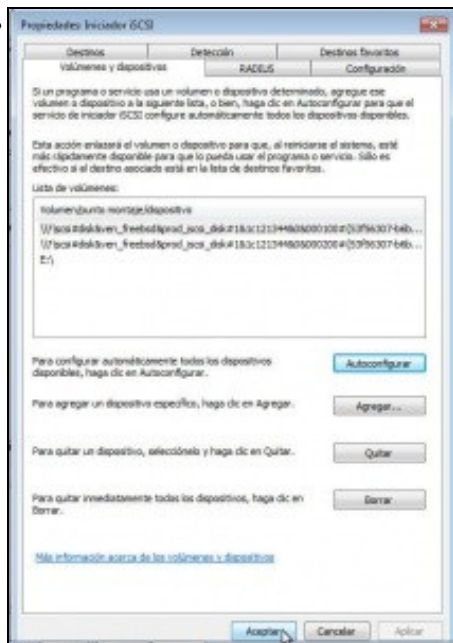 Propiedades: Iniciador iSCSI
Destinos Detección Destinos favoritos
Volúmenes y dispositivos RADIUS Configuración
Si un programa o servicio usa un volumen o dispositivo determinado, agregue ese
volumen o dispositivo a la siguiente lista, o bien, haga clic en Autoconfigurar para que el
servicio de iniciador iSCSI configure automáticamente todos los dispositivos disponibles.
Esta acción enlazará el volumen o dispositivo para que, al reiniciarse el sistema, esté
más rápidamente disponible para que lo pueda usar el programa o servicio. Sólo es
efectivo si el destino asociado está en la lista de destinos favoritos.
Lista de volúmenes:
Volumen/punto montaje/dispositivo
E:\
Para configurar automáticamente todos los dispositivos
disponibles, haga clic en Autoconfigurar.
Autoconfigurar
Para agregar un dispositivo específico, haga clic en Agregar.
Agregar...
Para quitar un dispositivo, selecciónelo y haga clic en Quitar.
Quitar
Para quitar inmediatamente todos los dispositivos, haga clic en
Borrar.
Borrar
Más información acerca de los volúmenes y dispositivos
Aceptar Cancelar Aplicar